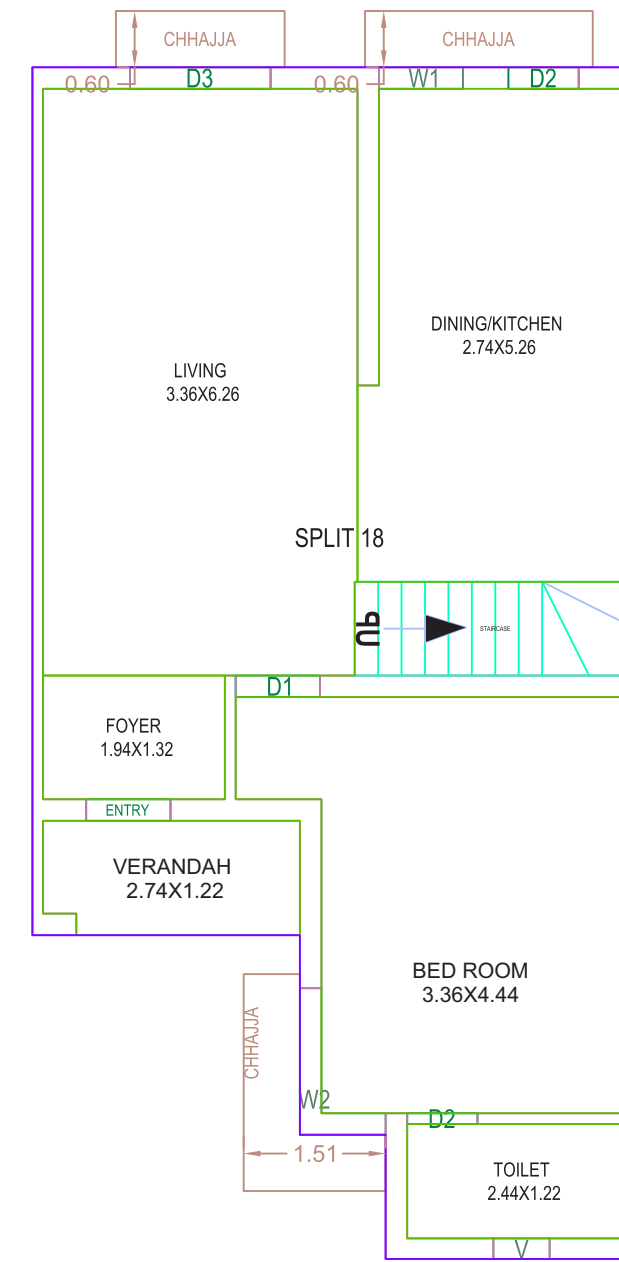 CHHAJJA
CHHAJJA
0.60
D3
0.60
W1
D2
DINING/KITCHEN
2.74X5.26
LIVING
3.36X6.26
SPLIT 18
UP
STAIRCASE
D1
FOYER
1.94X1.32
ENTRY
VERANDAH
2.74X1.22
BED ROOM
3.36X4.44
CHHAJJA
W2
D2
1.51
TOILET
2.44X1.22
V